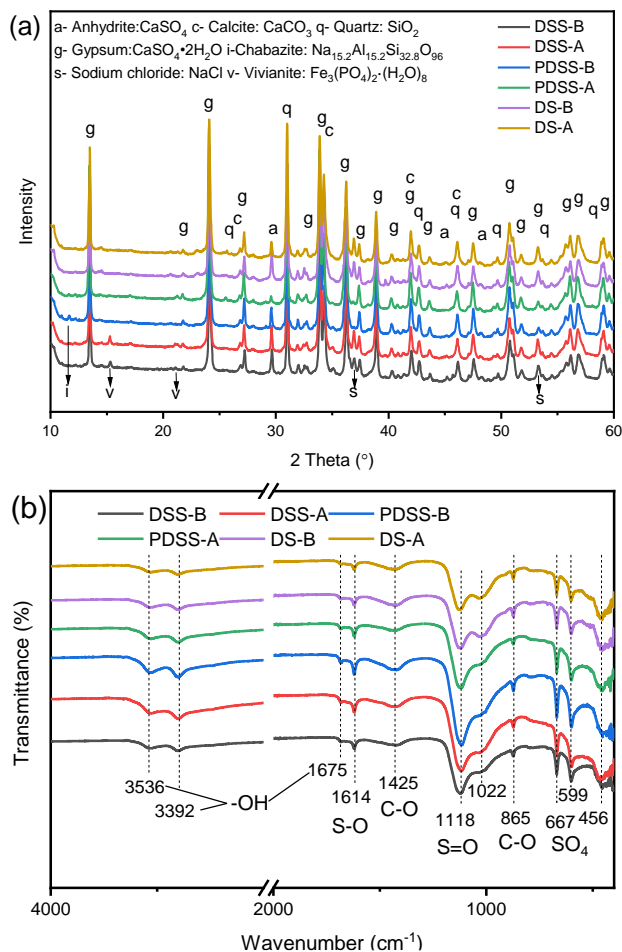 (a)
a- Anhydrite:CaSO₄ c- Calcite: CaCO₃ q- Quartz: SiO₂
g- Gypsum:CaSO₄•2H₂O i-Chabazite: Na₁₅.₂Al₁₅.₂Si₃₂.₈O₉₆
s- Sodium chloride: NaCl v- Vivianite: Fe₃(PO₄)₂·(H₂O)₈
DSS-B
DSS-A
PDSS-B
PDSS-A
DS-B
DS-A
g g q g c g g g q c g a g g g g c g q g a c q g a q g g g q g g q g
i v v s s
Intensity
10 20 30 40 50 60
2 Theta (°)
(b)
DSS-B DSS-A PDSS-B
PDSS-A DS-B DS-A
Transmittance (%)
3536
3392
-OH
1675
1614
S-O
1425
C-O
1118
S=O
1022
865
C-O
667
599
456
SO₄
4000 2000 1000
Wavenumber (cm⁻¹)